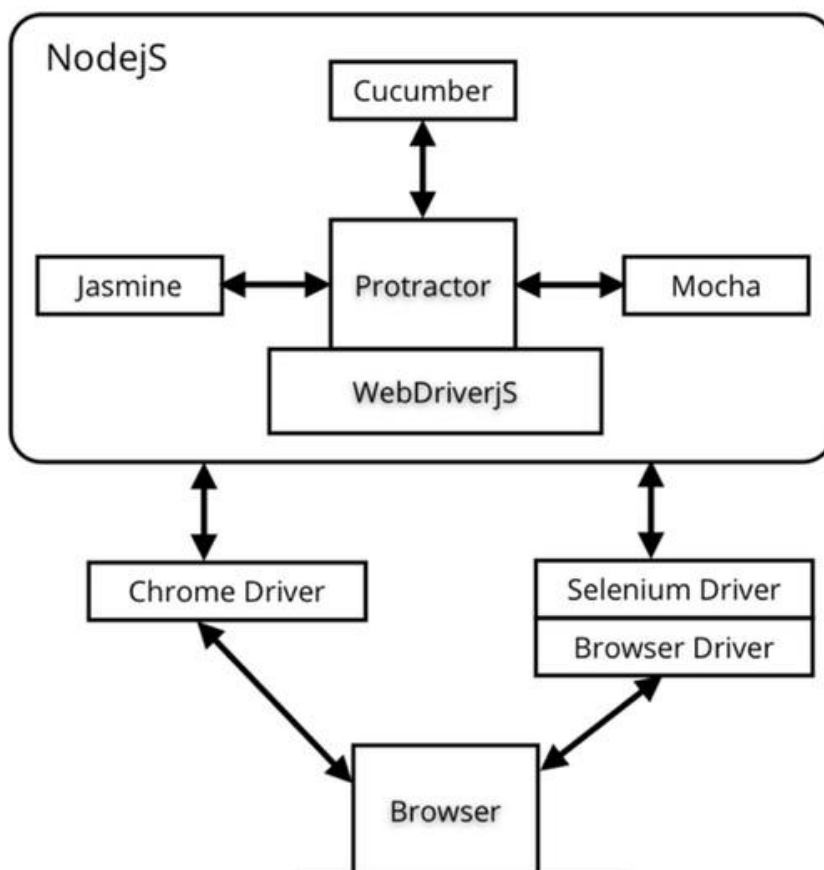 NodejS
Cucumber
Jasmine
Protractor
Mocha
WebDriverjS
Chrome Driver
Selenium Driver
Browser Driver
Browser